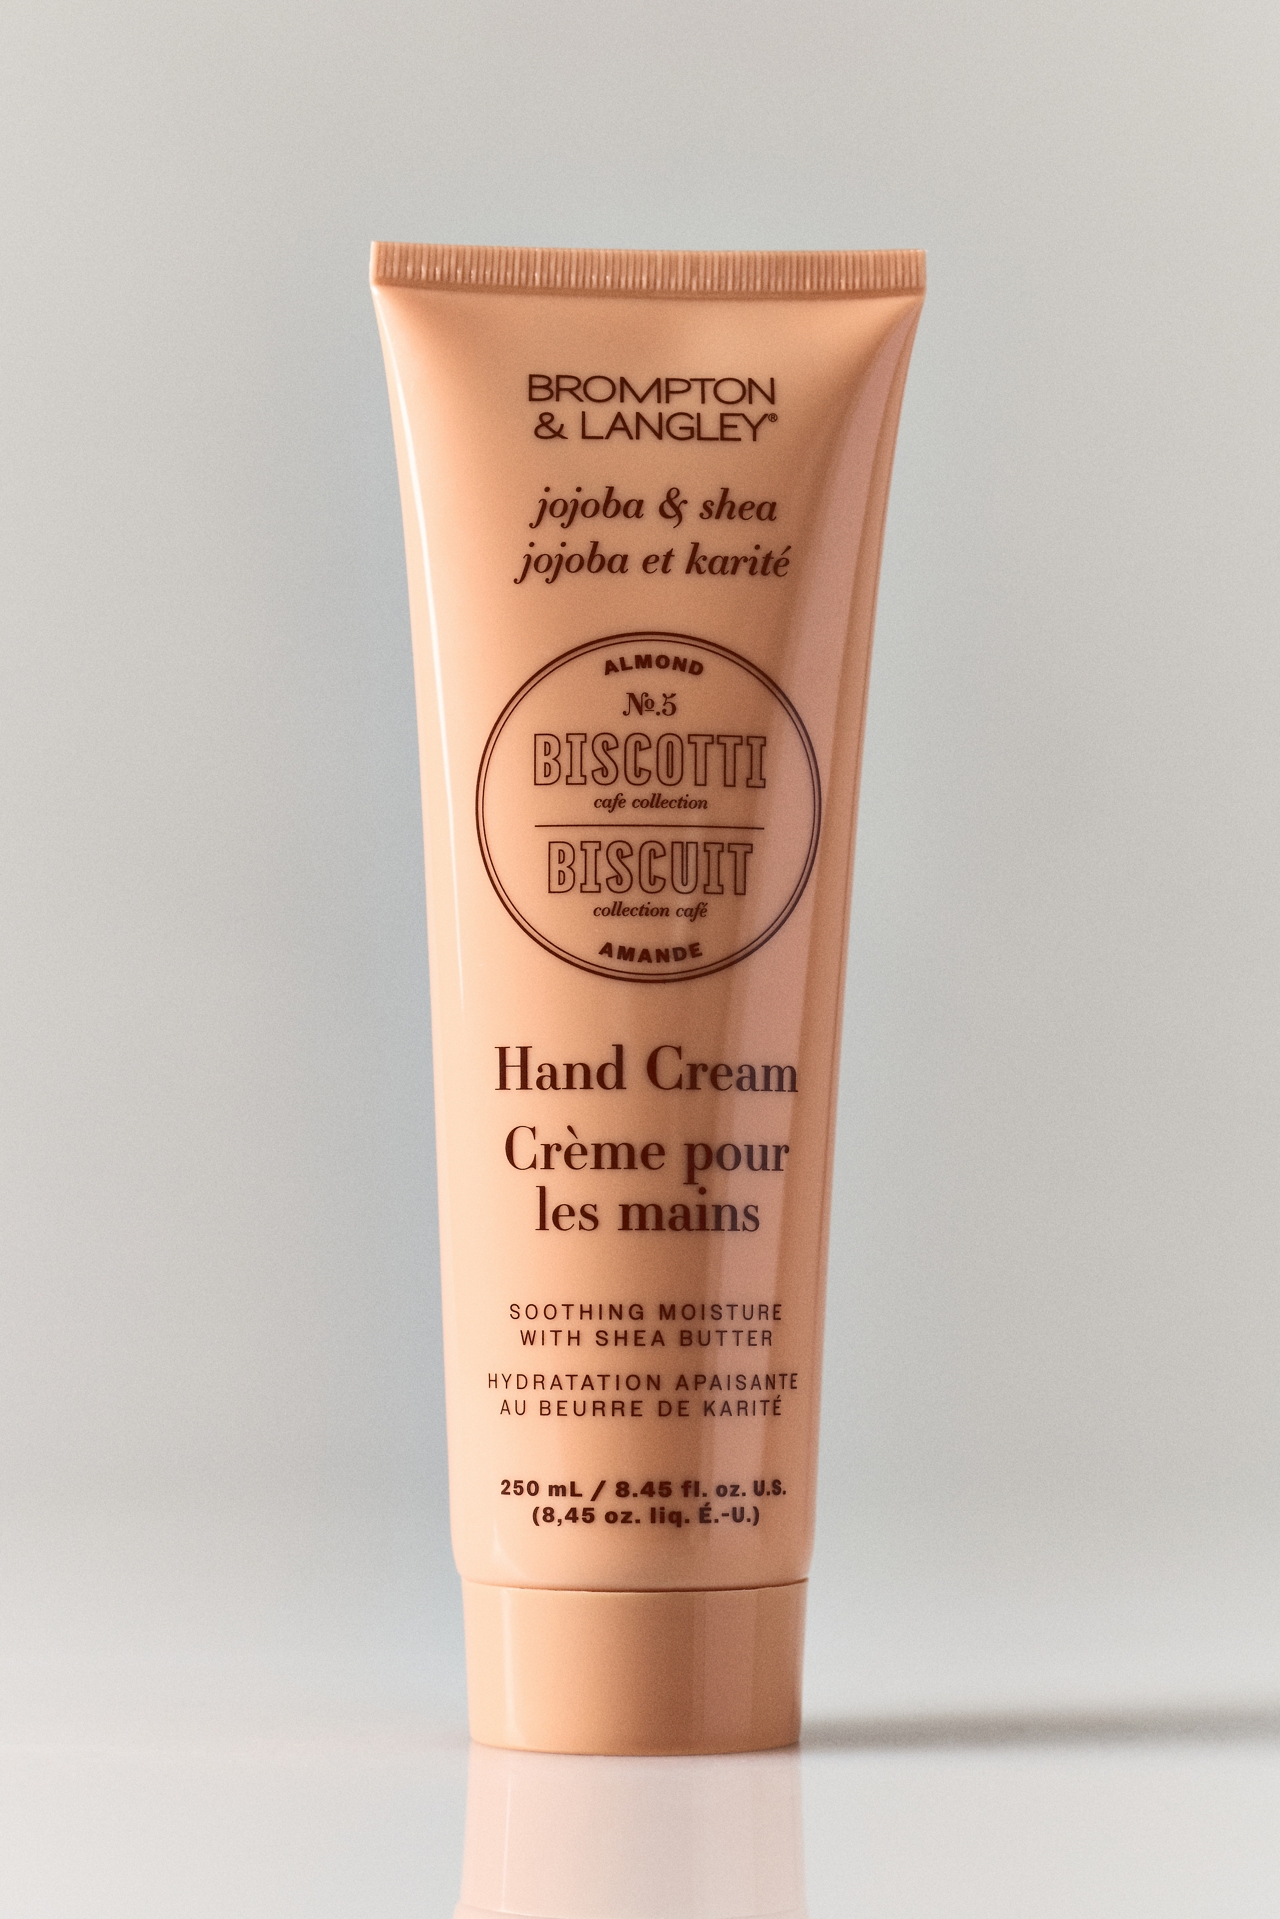 BROMPTON
& LANGLEY®
jojoba & shea
jojoba et karité
ALMOND
№.5
BISCOTTI
cafe collection
BISCUIT
collection café
AMANDE
Hand Cream
Crème pour
les mains
SOOTHING MOISTURE
WITH SHEA BUTTER
HYDRATATION APAISANTE
AU BEURRE DE KARITÉ
250 mL / 8.45 fl. oz. U.S.
(8,45 oz. liq. É.-U.)